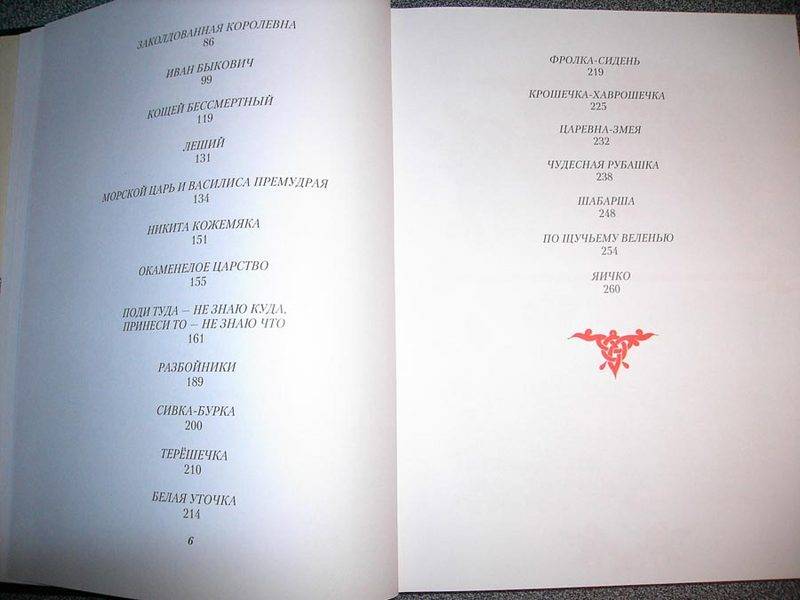 ЗАКОЛДОВАННАЯ КОРОЛЕВНА
86
ИВАН БЫКОВИЧ
99
КОЩЕЙ БЕССМЕРТНЫЙ
119
ЛЕШИЙ
131
МОРСКОЙ ЦАРЬ И ВАСИЛИСА ПРЕМУДРАЯ
134
НИКИТА КОЖЕМЯКА
151
ОКАМЕНЕЛОЕ ЦАРСТВО
155
ПОДИ ТУДА – НЕ ЗНАЮ КУДА,
ПРИНЕСИ ТО – НЕ ЗНАЮ ЧТО
161
РАЗБОЙНИКИ
189
СИВКА-БУРКА
200
ТЕРЁШЕЧКА
210
БЕЛАЯ УТОЧКА
214
6
ФРОЛКА-СИДЕНЬ
219
КРОШЕЧКА-ХАВРОШЕЧКА
225
ЦАРЕВНА-ЗМЕЯ
232
ЧУДЕСНАЯ РУБАШКА
238
ШАБАРША
248
ПО ЩУЧЬЕМУ ВЕЛЕНЬЮ
254
ЯИЧКО
260